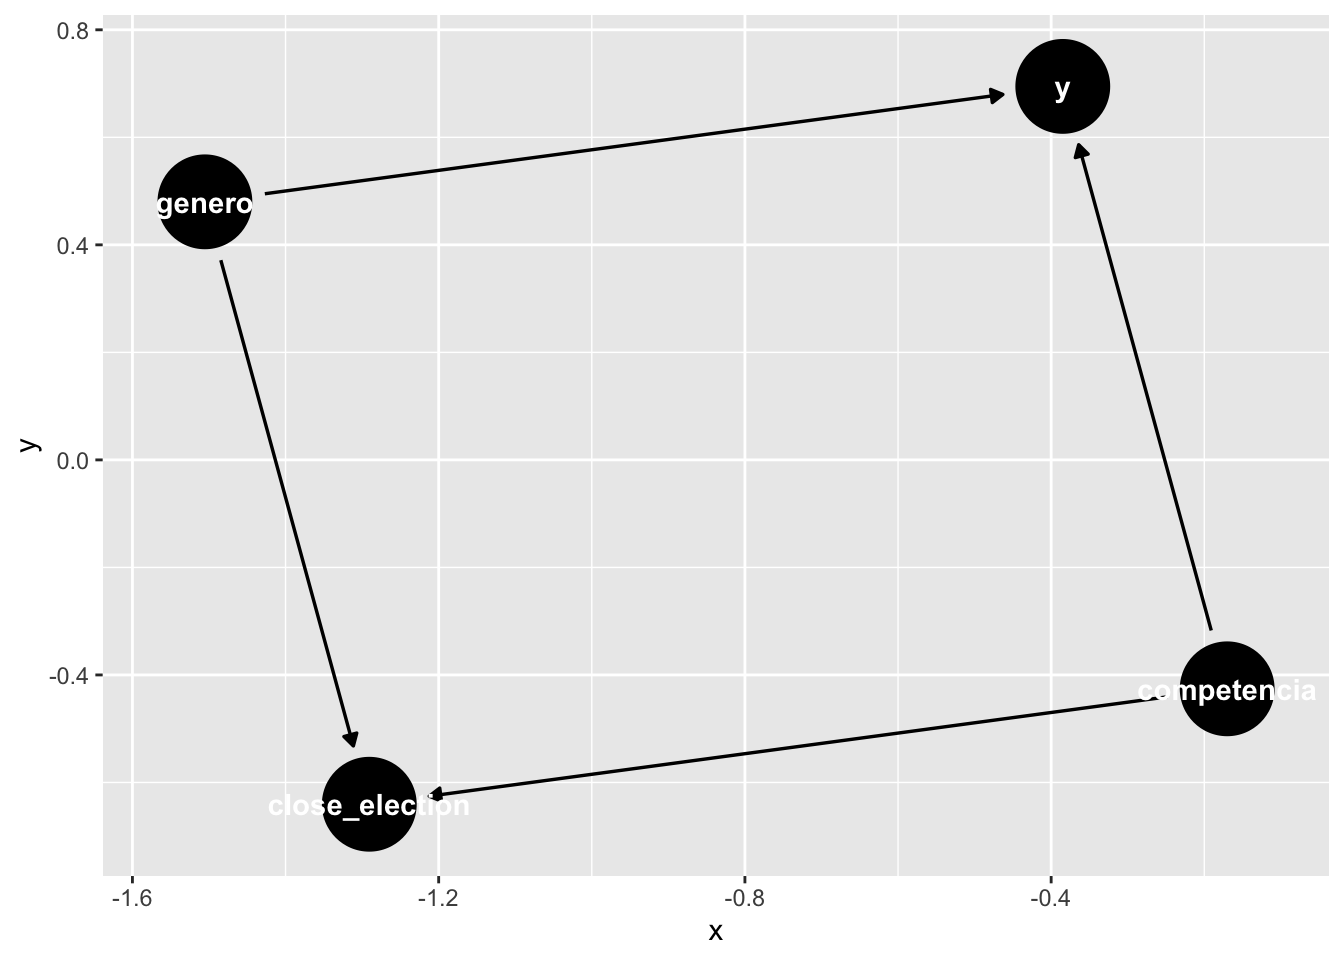 0.8
0.4
0.0
-0.4
y
y
genero
competencia
close_election
-1.6
-1.2
-0.8
-0.4
x